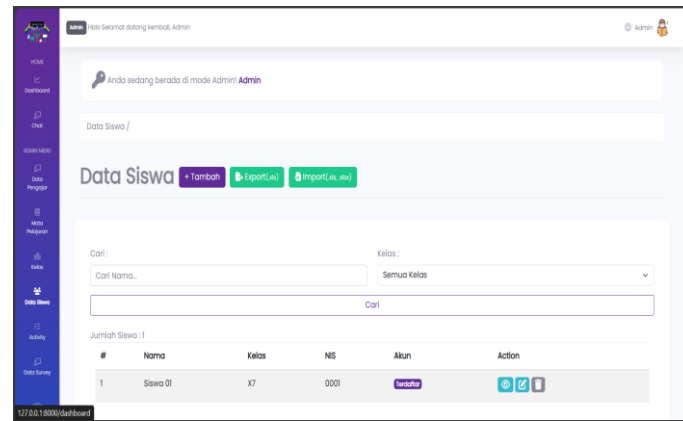 Admin Halo Selamat datang kembali, Admin
Admin
HOME
Dashboard
Chat
ADMIN MENU
Data
Pengajar
Mata
Pelajaran
Kelas
Data Siswa
Activity
Data Survey
Anda sedang berada di mode Admin! Admin
Data Siswa /
Data Siswa + Tambah Export(.xls) Import(.xls, .xlsx)
Cari : Kelas :
Cari Nama... Semua Kelas
Cari
Jumlah Siswa : 1
# Nama Kelas NIS Akun Action
1 Siswa 01 X7 0001 Terdaftar
127.0.0.1:8000/dashboard